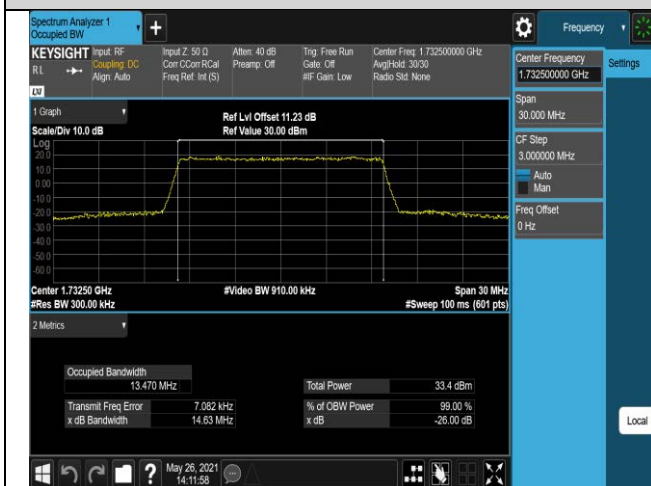 Spectrum Analyzer 1
Occupied BW
+
Frequency
KEYSIGHT
RL
Input: RF
Coupling: DC
Align: Auto
Input Z: 50 Ω
Corr CCorr RCal
Freq Ref: Int (S)
Atten: 40 dB
Preamp: Off
Trig: Free Run
Gate: Off
#IF Gain: Low
Center Freq: 1.732500000 GHz
Avg|Hold: 30/30
Radio Std: None
LXI
1 Graph
Scale/Div 10.0 dB
Ref Lvl Offset 11.23 dB
Ref Value 30.00 dBm
Log
20.0
10.0
0.00
-10.0
-20.0
-30.0
-40.0
-50.0
-60.0
Center 1.73250 GHz
#Res BW 300.00 kHz
#Video BW 910.00 kHz
Span 30 MHz
#Sweep 100 ms (601 pts)
2 Metrics
Occupied Bandwidth
13.470 MHz
Total Power 33.4 dBm
Transmit Freq Error 7.082 kHz
% of OBW Power 99.00 %
x dB Bandwidth 14.63 MHz
x dB -26.00 dB
Center Frequency
1.732500000 GHz
Settings
Span
30.000 MHz
CF Step
3.000000 MHz
Auto
Man
Freq Offset
0 Hz
Local
?
May 26, 2021
14:11:58